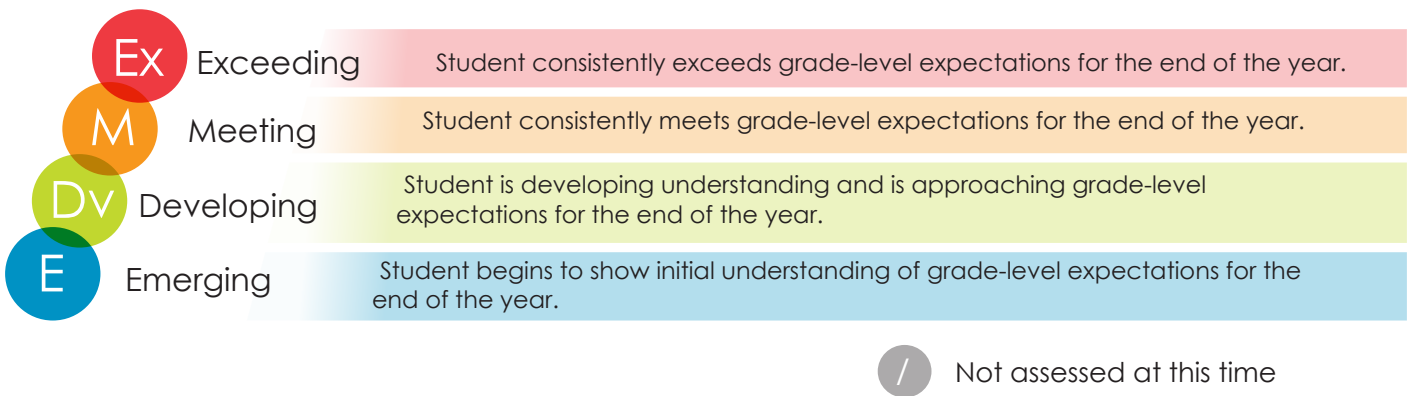 Ex Exceeding Student consistently exceeds grade-level expectations for the end of the year.
M Meeting Student consistently meets grade-level expectations for the end of the year.
Dv Developing Student is developing understanding and is approaching grade-level
expectations for the end of the year.
E Emerging Student begins to show initial understanding of grade-level expectations for the
end of the year.
/ Not assessed at this time